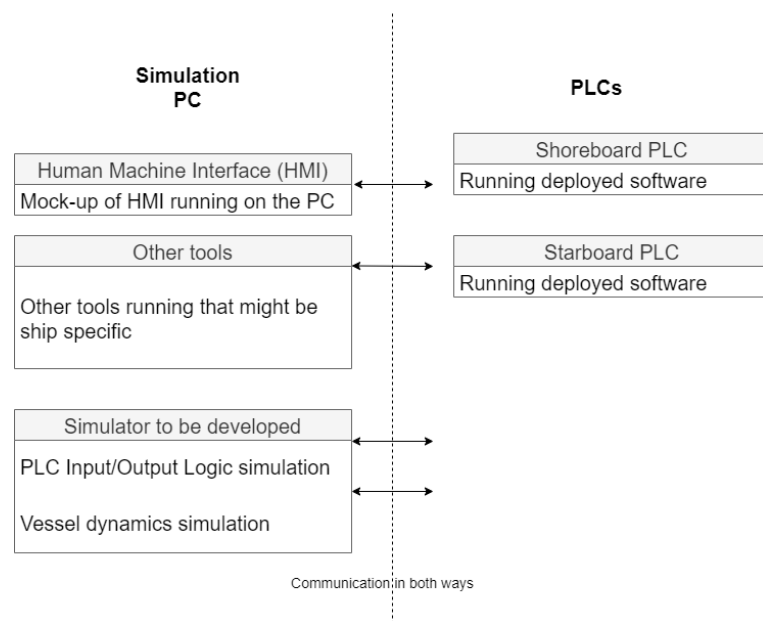 Simulation
PC
Human Machine Interface (HMI)
Mock-up of HMI running on the PC
Other tools
Other tools running that might be
ship specific
Simulator to be developed
PLC Input/Output Logic simulation
Vessel dynamics simulation
PLCs
Shoreboard PLC
Running deployed software
Starboard PLC
Running deployed software
Communication in both ways